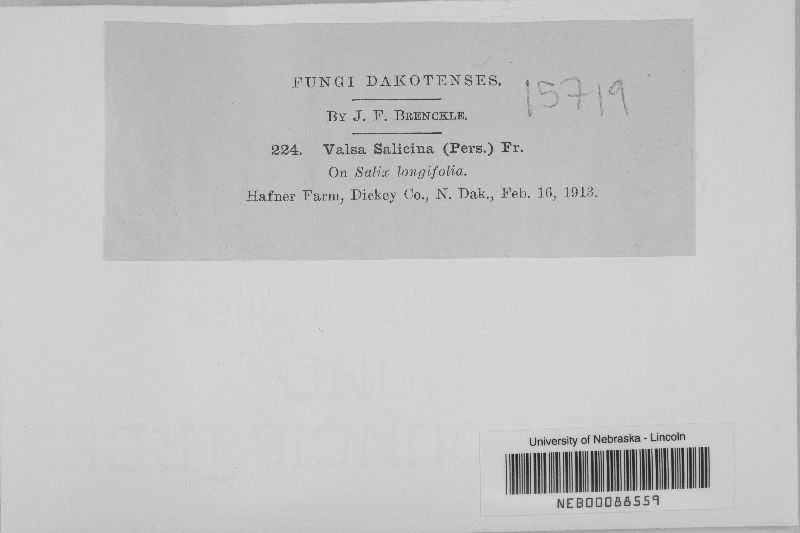 FUNGI DAKOTENSES.
15719
By J. F. Brenckle.
224. Valsa Salicina (Pers.) Fr.
On Salix longifolia.
Hafner Farm, Dickey Co., N. Dak., Feb. 16, 1913.
University of Nebraska - Lincoln
NEB00088559